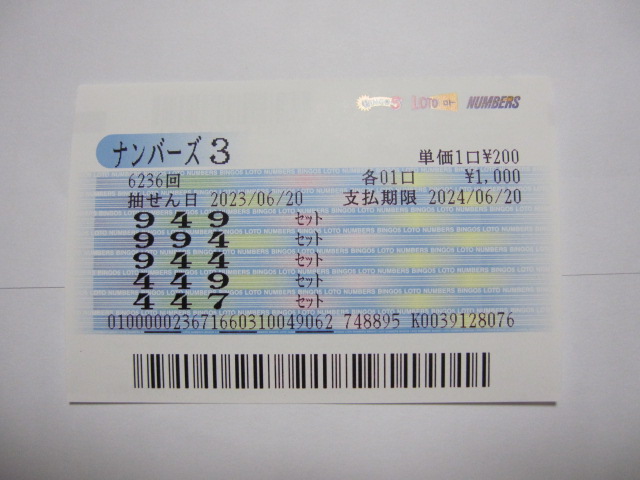 BINGO5 LOTO NUMBERS
ナンバーズ3 単価1口¥200
6236回 各01口 ¥1,000
抽せん日 2023/06/20 支払期限 2024/06/20
949 セット
994 セット
944 セット
449 セット
447 セット
010000023671660310049062 748895 K0039128076